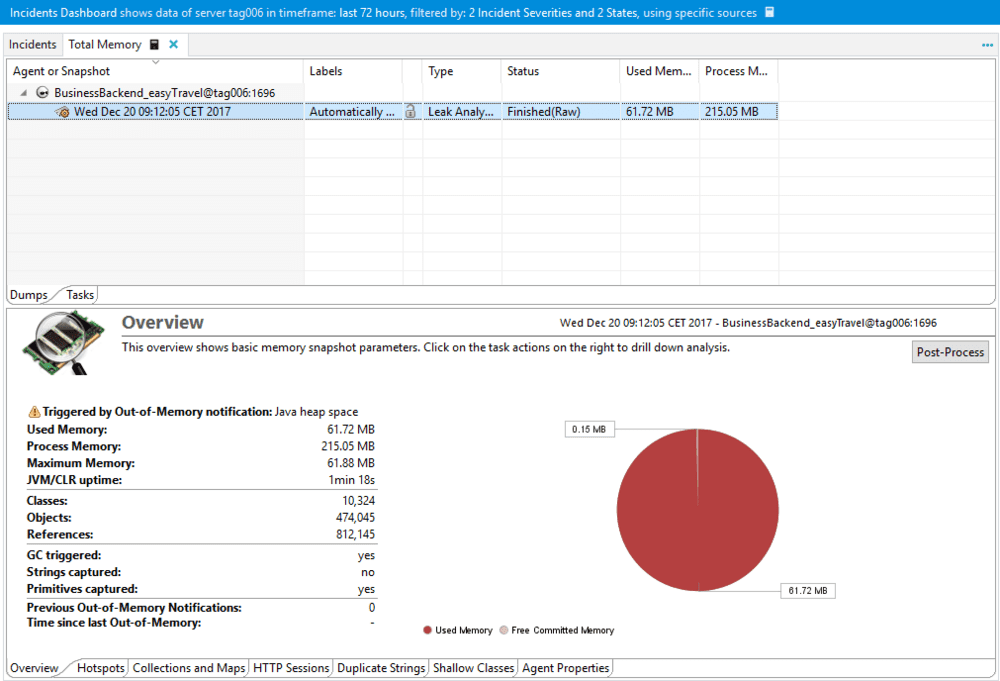 Incidents Dashboard shows data of server tag006 in timeframe: last 72 hours, filtered by: 2 Incident Severities and 2 States, using specific sources
Incidents Total Memory
Agent or Snapshot Labels Type Status Used Mem... Process M...
BusinessBackend_easyTravel@tag006:1696
Wed Dec 20 09:12:05 CET 2017 Automatically ... Leak Analy... Finished(Raw) 61.72 MB 215.05 MB
Dumps Tasks
Overview Wed Dec 20 09:12:05 CET 2017 - BusinessBackend_easyTravel@tag006:1696
This overview shows basic memory snapshot parameters. Click on the task actions on the right to drill down analysis.
Post-Process
Triggered by Out-of-Memory notification: Java heap space
Used Memory: 61.72 MB
Process Memory: 215.05 MB
Maximum Memory: 61.88 MB
JVM/CLR uptime: 1min 18s
Classes: 10,324
Objects: 474,045
References: 812,145
GC triggered: yes
Strings captured: no
Primitives captured: yes
Previous Out-of-Memory Notifications: 0
Time since last Out-of-Memory: -
0.15 MB
61.72 MB
Used Memory Free Committed Memory
Overview Hotspots Collections and Maps HTTP Sessions Duplicate Strings Shallow Classes Agent Properties